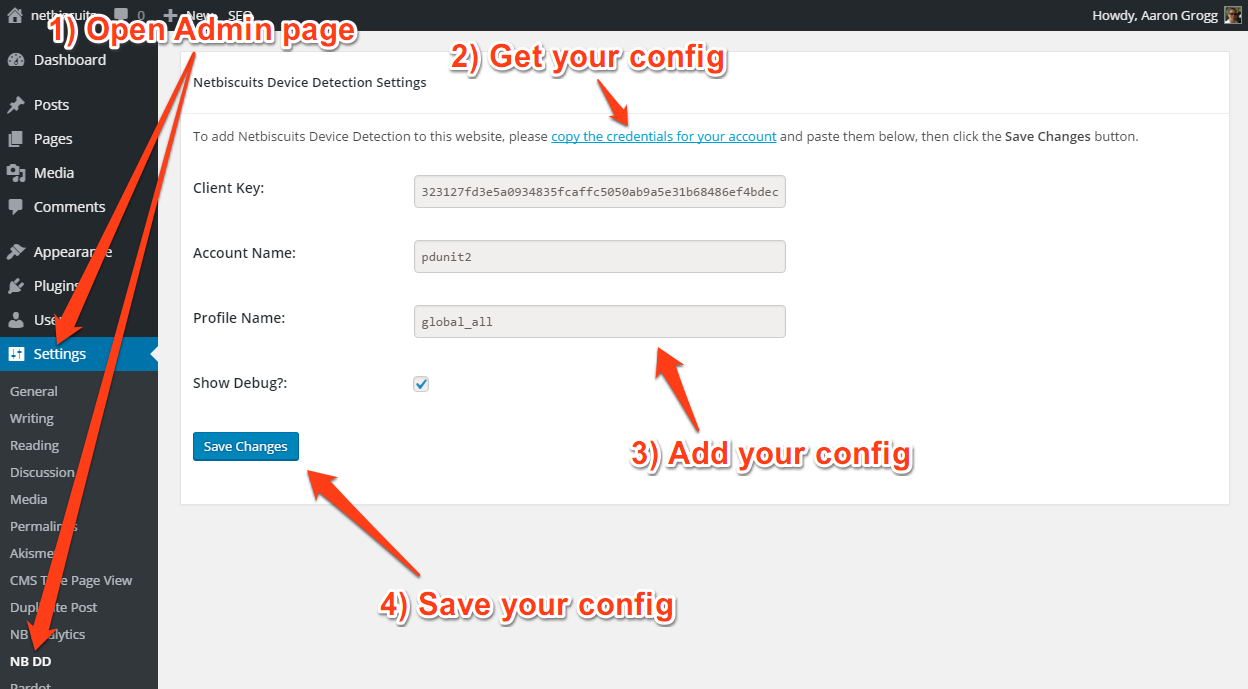 netbiscuits 0 New SEO
Howdy, Aaron Grogg
1) Open Admin page
Dashboard
Posts
Pages
Media
Comments
Appearance
Plugins
Settings
General
Writing
Reading
Discussion
Media
Permalinks
Akismet
CMS Tree Page View
Duplicate Post
NB Analytics
NB DD
Pardot
2) Get your config
Netbiscuits Device Detection Settings
To add Netbiscuits Device Detection to this website, please copy the credentials for your account and paste them below, then click the Save Changes button.
Client Key:
323127fd3e5a0934835fcaffc5050ab9a5e31b68486ef4bdec
Account Name:
pdunit2
Profile Name:
global_all
Show Debug?:
3) Add your config
Save Changes
4) Save your config